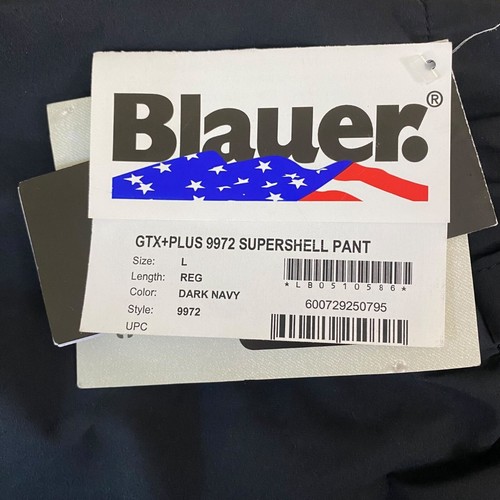 Blauer.®
GTX+PLUS 9972 SUPERSHELL PANT
Size: L
Length: REG
Color: DARK NAVY
Style: 9972
UPC
*LB0510586*
600729250795